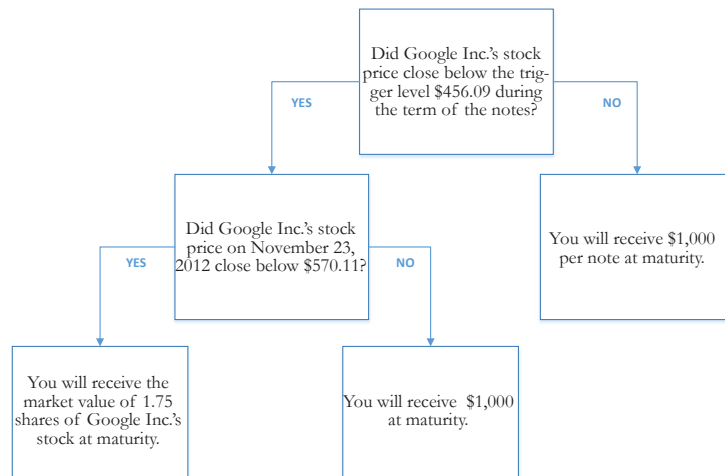 Did Google Inc.'s stock
price close below the trig-
ger level $456.09 during
the term of the notes?
YES
NO
Did Google Inc.'s stock
price on November 23,
2012 close below $570.11?
You will receive $1,000
per note at maturity.
YES
NO
You will receive the
market value of 1.75
shares of Google Inc.'s
stock at maturity.
You will receive $1,000
at maturity.